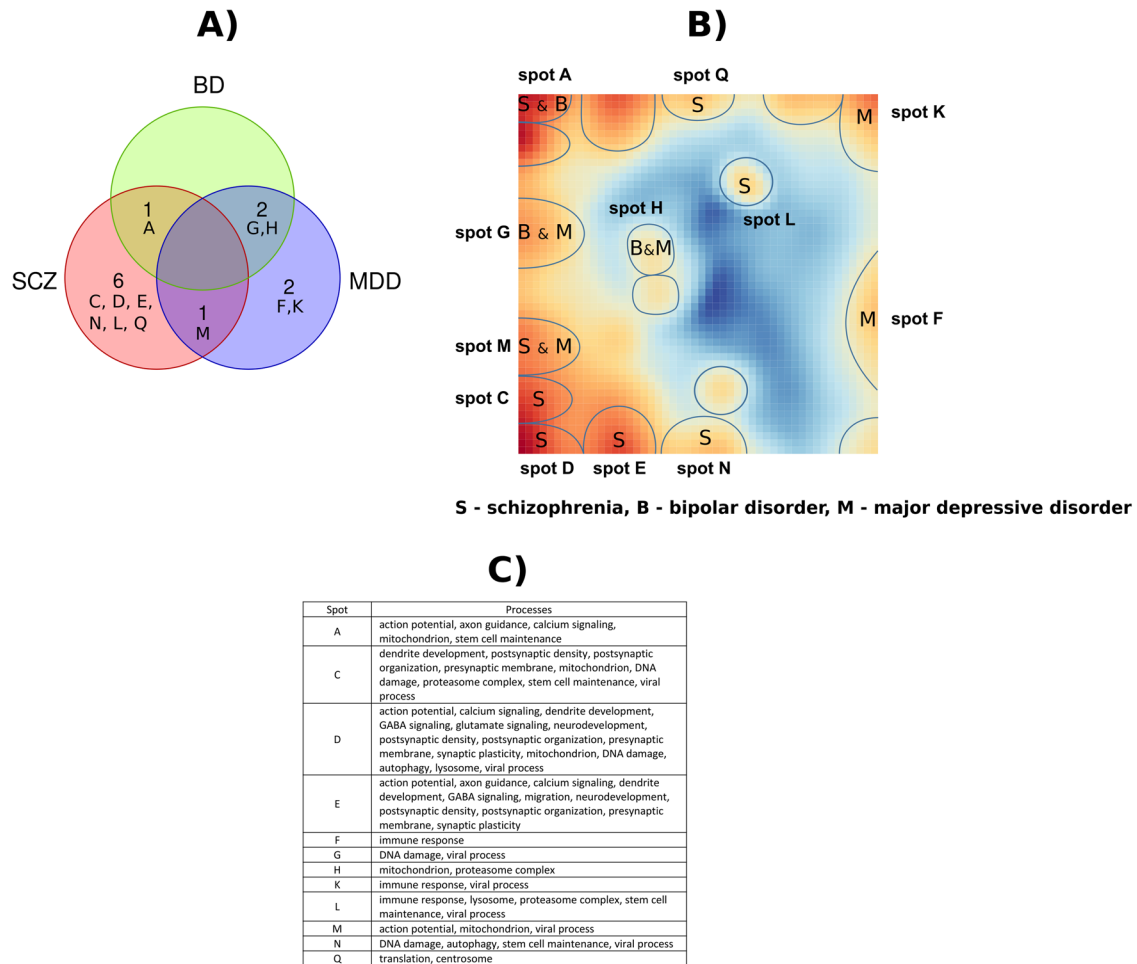 A)
BD
1
A
2
G,H
SCZ
MDD
6
C, D, E,
N, L, Q
2
F,K
1
M
B)
spot A
spot Q
S & B
S
M
spot K
S
spot H
spot L
spot G
B & M
B&M
M
spot F
spot M
S & M
spot C
S
S
S
S
spot D
spot E
spot N
S - schizophrenia, B - bipolar disorder, M - major depressive disorder
C)
Spot
Processes
A
action potential, axon guidance, calcium signaling,
mitochondrion, stem cell maintenance
C
dendrite development, postsynaptic density, postsynaptic
organization, presynaptic membrane, mitochondrion, DNA
damage, proteasome complex, stem cell maintenance, viral
process
D
action potential, calcium signaling, dendrite development,
GABA signaling, glutamate signaling, neurodevelopment,
postsynaptic density, postsynaptic organization, presynaptic
membrane, synaptic plasticity, mitochondrion, DNA damage,
autophagy, lysosome, viral process
E
action potential, axon guidance, calcium signaling, dendrite
development, GABA signaling, migration, neurodevelopment,
postsynaptic density, postsynaptic organization, presynaptic
membrane, synaptic plasticity
F
immune response
G
DNA damage, viral process
H
mitochondrion, proteasome complex
K
immune response, viral process
L
immune response, lysosome, proteasome complex, stem cell
maintenance, viral process
M
action potential, mitochondrion, viral process
N
DNA damage, autophagy, stem cell maintenance, viral process
Q
translation, centrosome